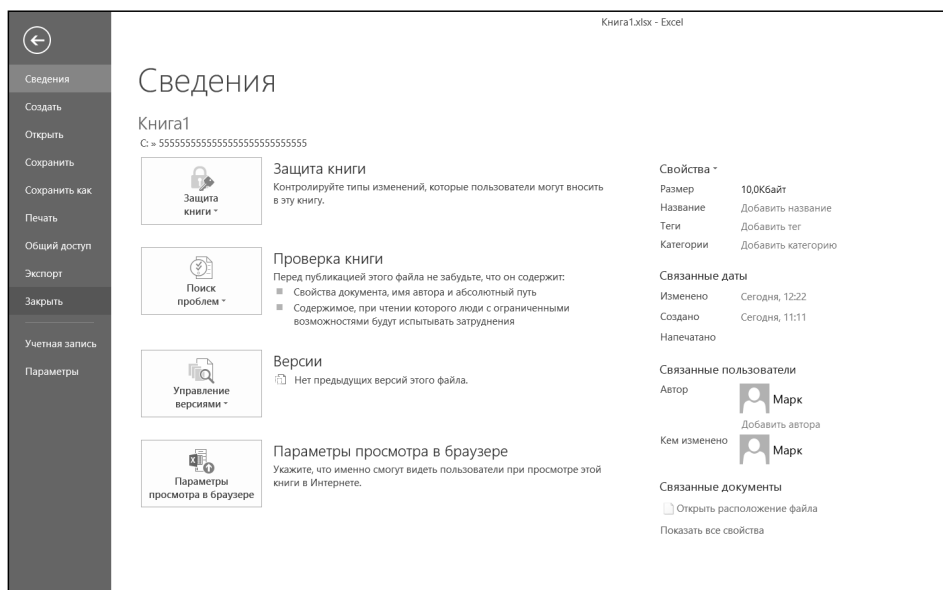 Книга1.xlsx - Excel
Сведения
Создать
Открыть
Сохранить
Сохранить как
Печать
Общий доступ
Экспорт
Закрыть
Учетная запись
Параметры
Сведения
Книга1
C: » 5555555555555555555555555555
Защита
книги
Защита книги
Контролируйте типы изменений, которые пользователи могут вносить
в эту книгу.
Поиск
проблем
Проверка книги
Перед публикацией этого файла не забудьте, что он содержит:
Свойства документа, имя автора и абсолютный путь
Содержимое, при чтении которого люди с ограниченными
возможностями будут испытывать затруднения
Управление
версиями
Версии
Нет предыдущих версий этого файла.
Параметры
просмотра в браузере
Параметры просмотра в браузере
Укажите, что именно смогут видеть пользователи при просмотре этой
книги в Интернете.
Свойства
Размер 10,0Кбайт
Название Добавить название
Теги Добавить тег
Категории Добавить категорию
Связанные даты
Изменено Сегодня, 12:22
Создано Сегодня, 11:11
Напечатано
Связанные пользователи
Автор Марк
Добавить автора
Кем изменено Марк
Связанные документы
Открыть расположение файла
Показать все свойства